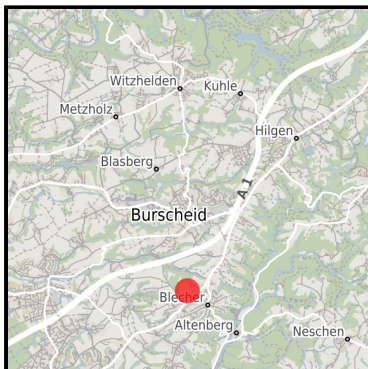 Witzhelden
Kuhle
Metzholz
Hilgen
Blasberg
A 1
Burscheid
Blecher
Altenberg
Neschen